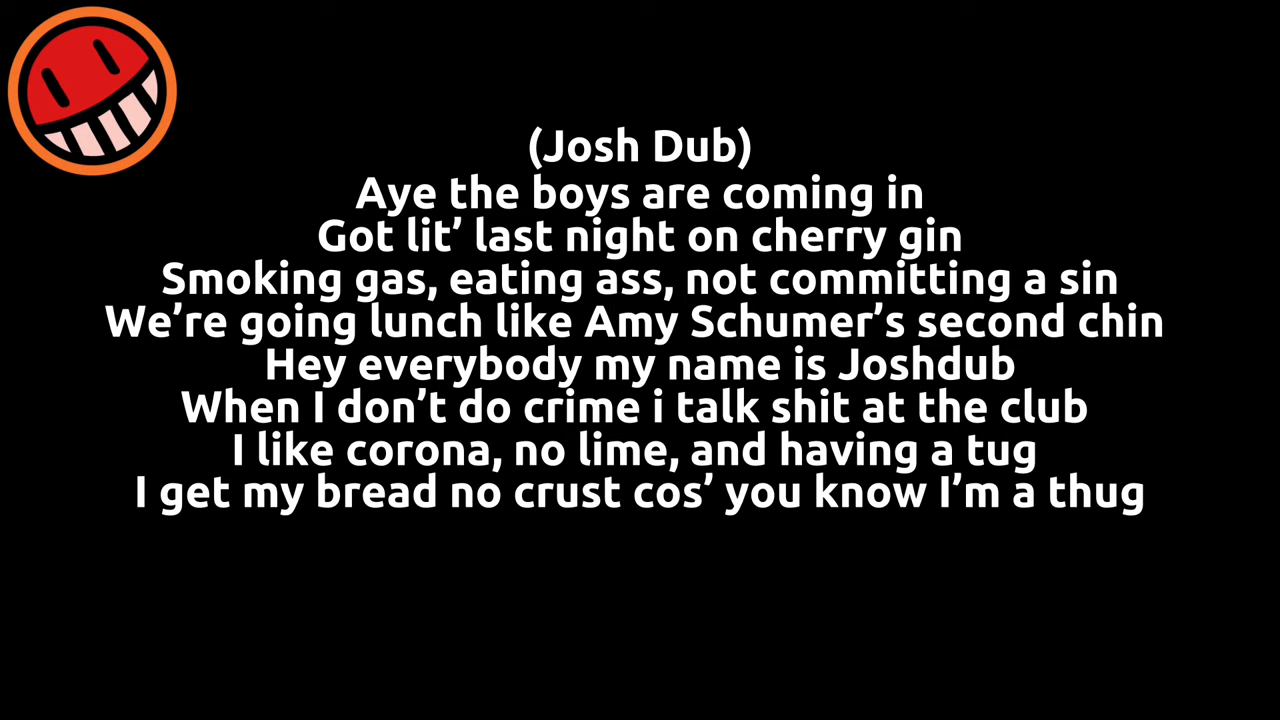 (Josh Dub)
Aye the boys are coming in
Got lit’ last night on cherry gin
Smoking gas, eating ass, not committing a sin
We’re going lunch like Amy Schumer’s second chin
Hey everybody my name is Joshdub
When I don’t do crime i talk shit at the club
I like corona, no lime, and having a tug
I get my bread no crust cos’ you know I’m a thug